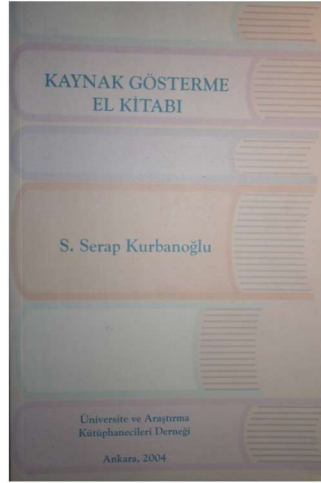 KAYNAK GÖSTERME
EL KİTABI
S. Serap Kurbanoğlu
Üniversite ve Araştırma
Kütüphanecileri Derneği
Ankara, 2004